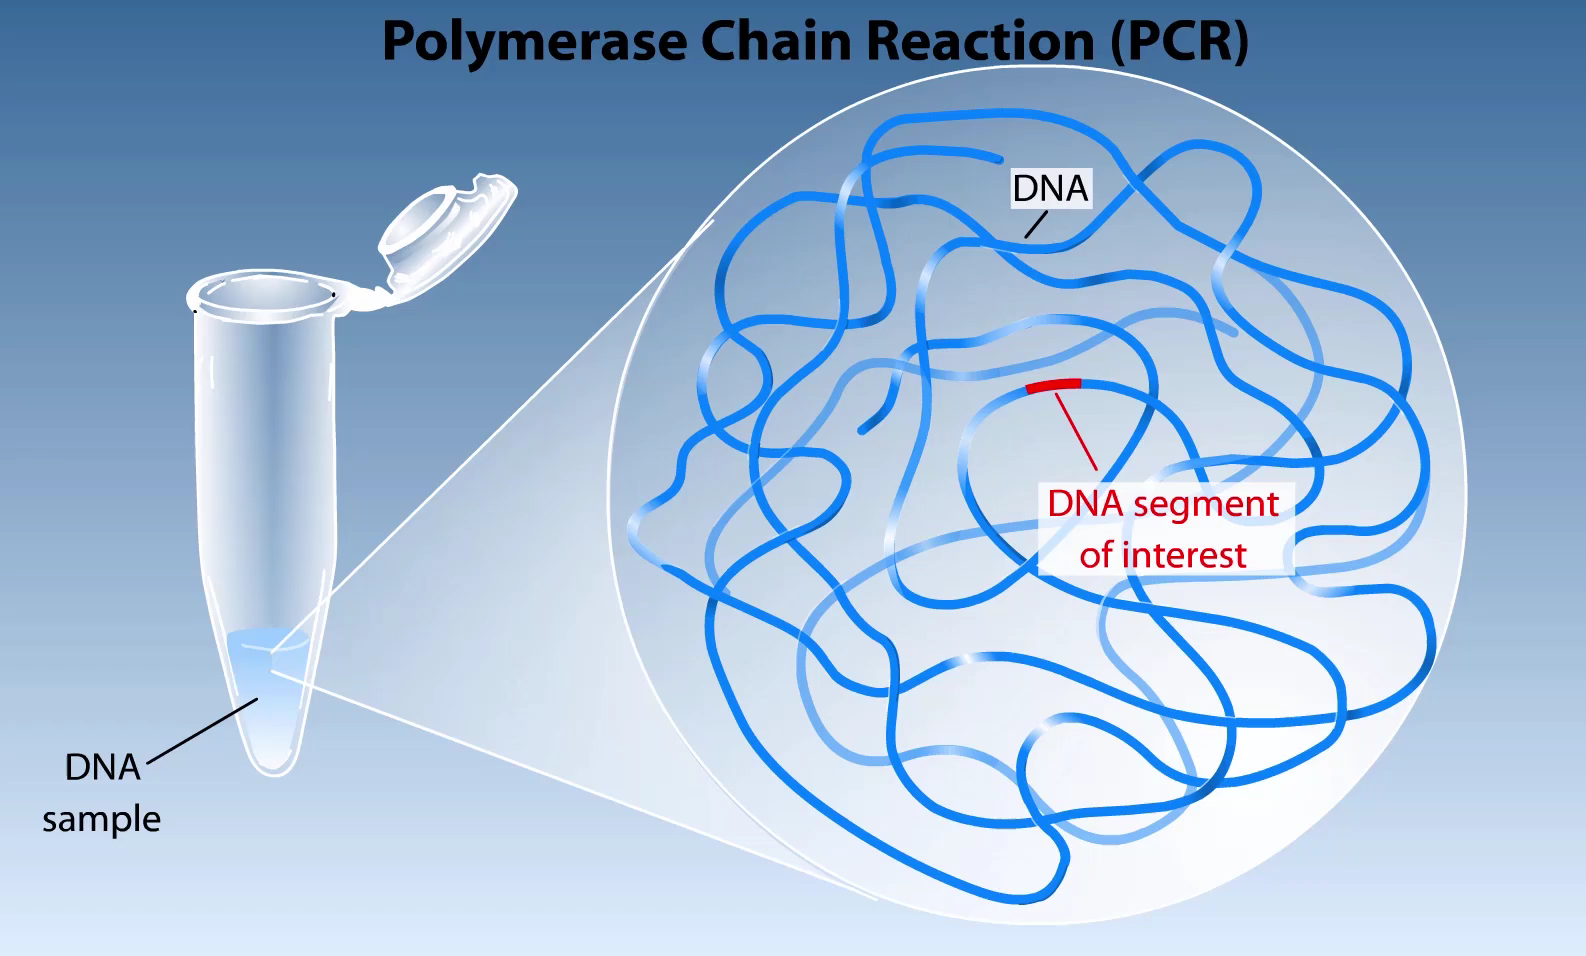 Polymerase Chain Reaction (PCR)
DNA
DNA segment
of interest
DNA
sample